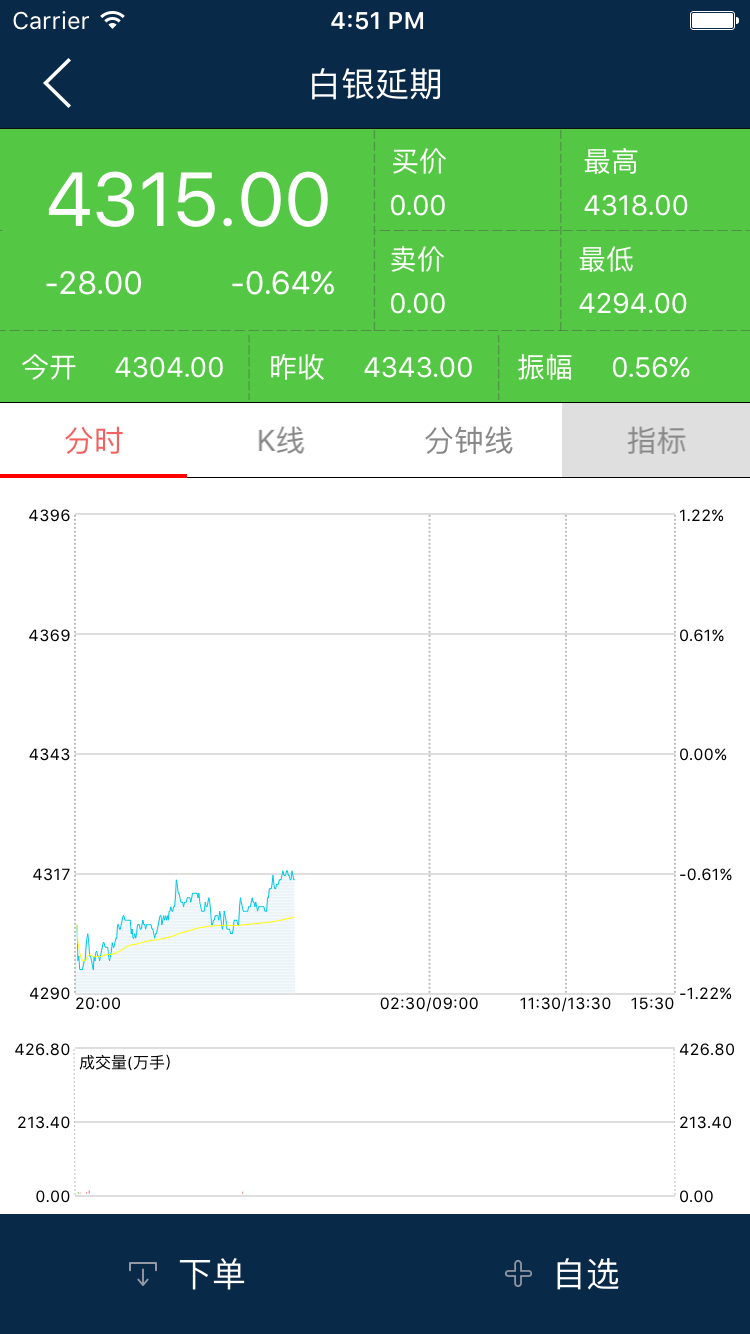 Carrier 4:51 PM
白银延期
4315.00
-28.00 -0.64%
买价
0.00
最高
4318.00
卖价
0.00
最低
4294.00
今开 4304.00 昨收 4343.00 振幅 0.56%
分时 K线 分钟线 指标
4396 1.22%
4369 0.61%
4343 0.00%
4317 -0.61%
4290 -1.22%
20:00 02:30/09:00 11:30/13:30 15:30
426.80 426.80
成交量(万手)
213.40 213.40
0.00 0.00
下单 自选